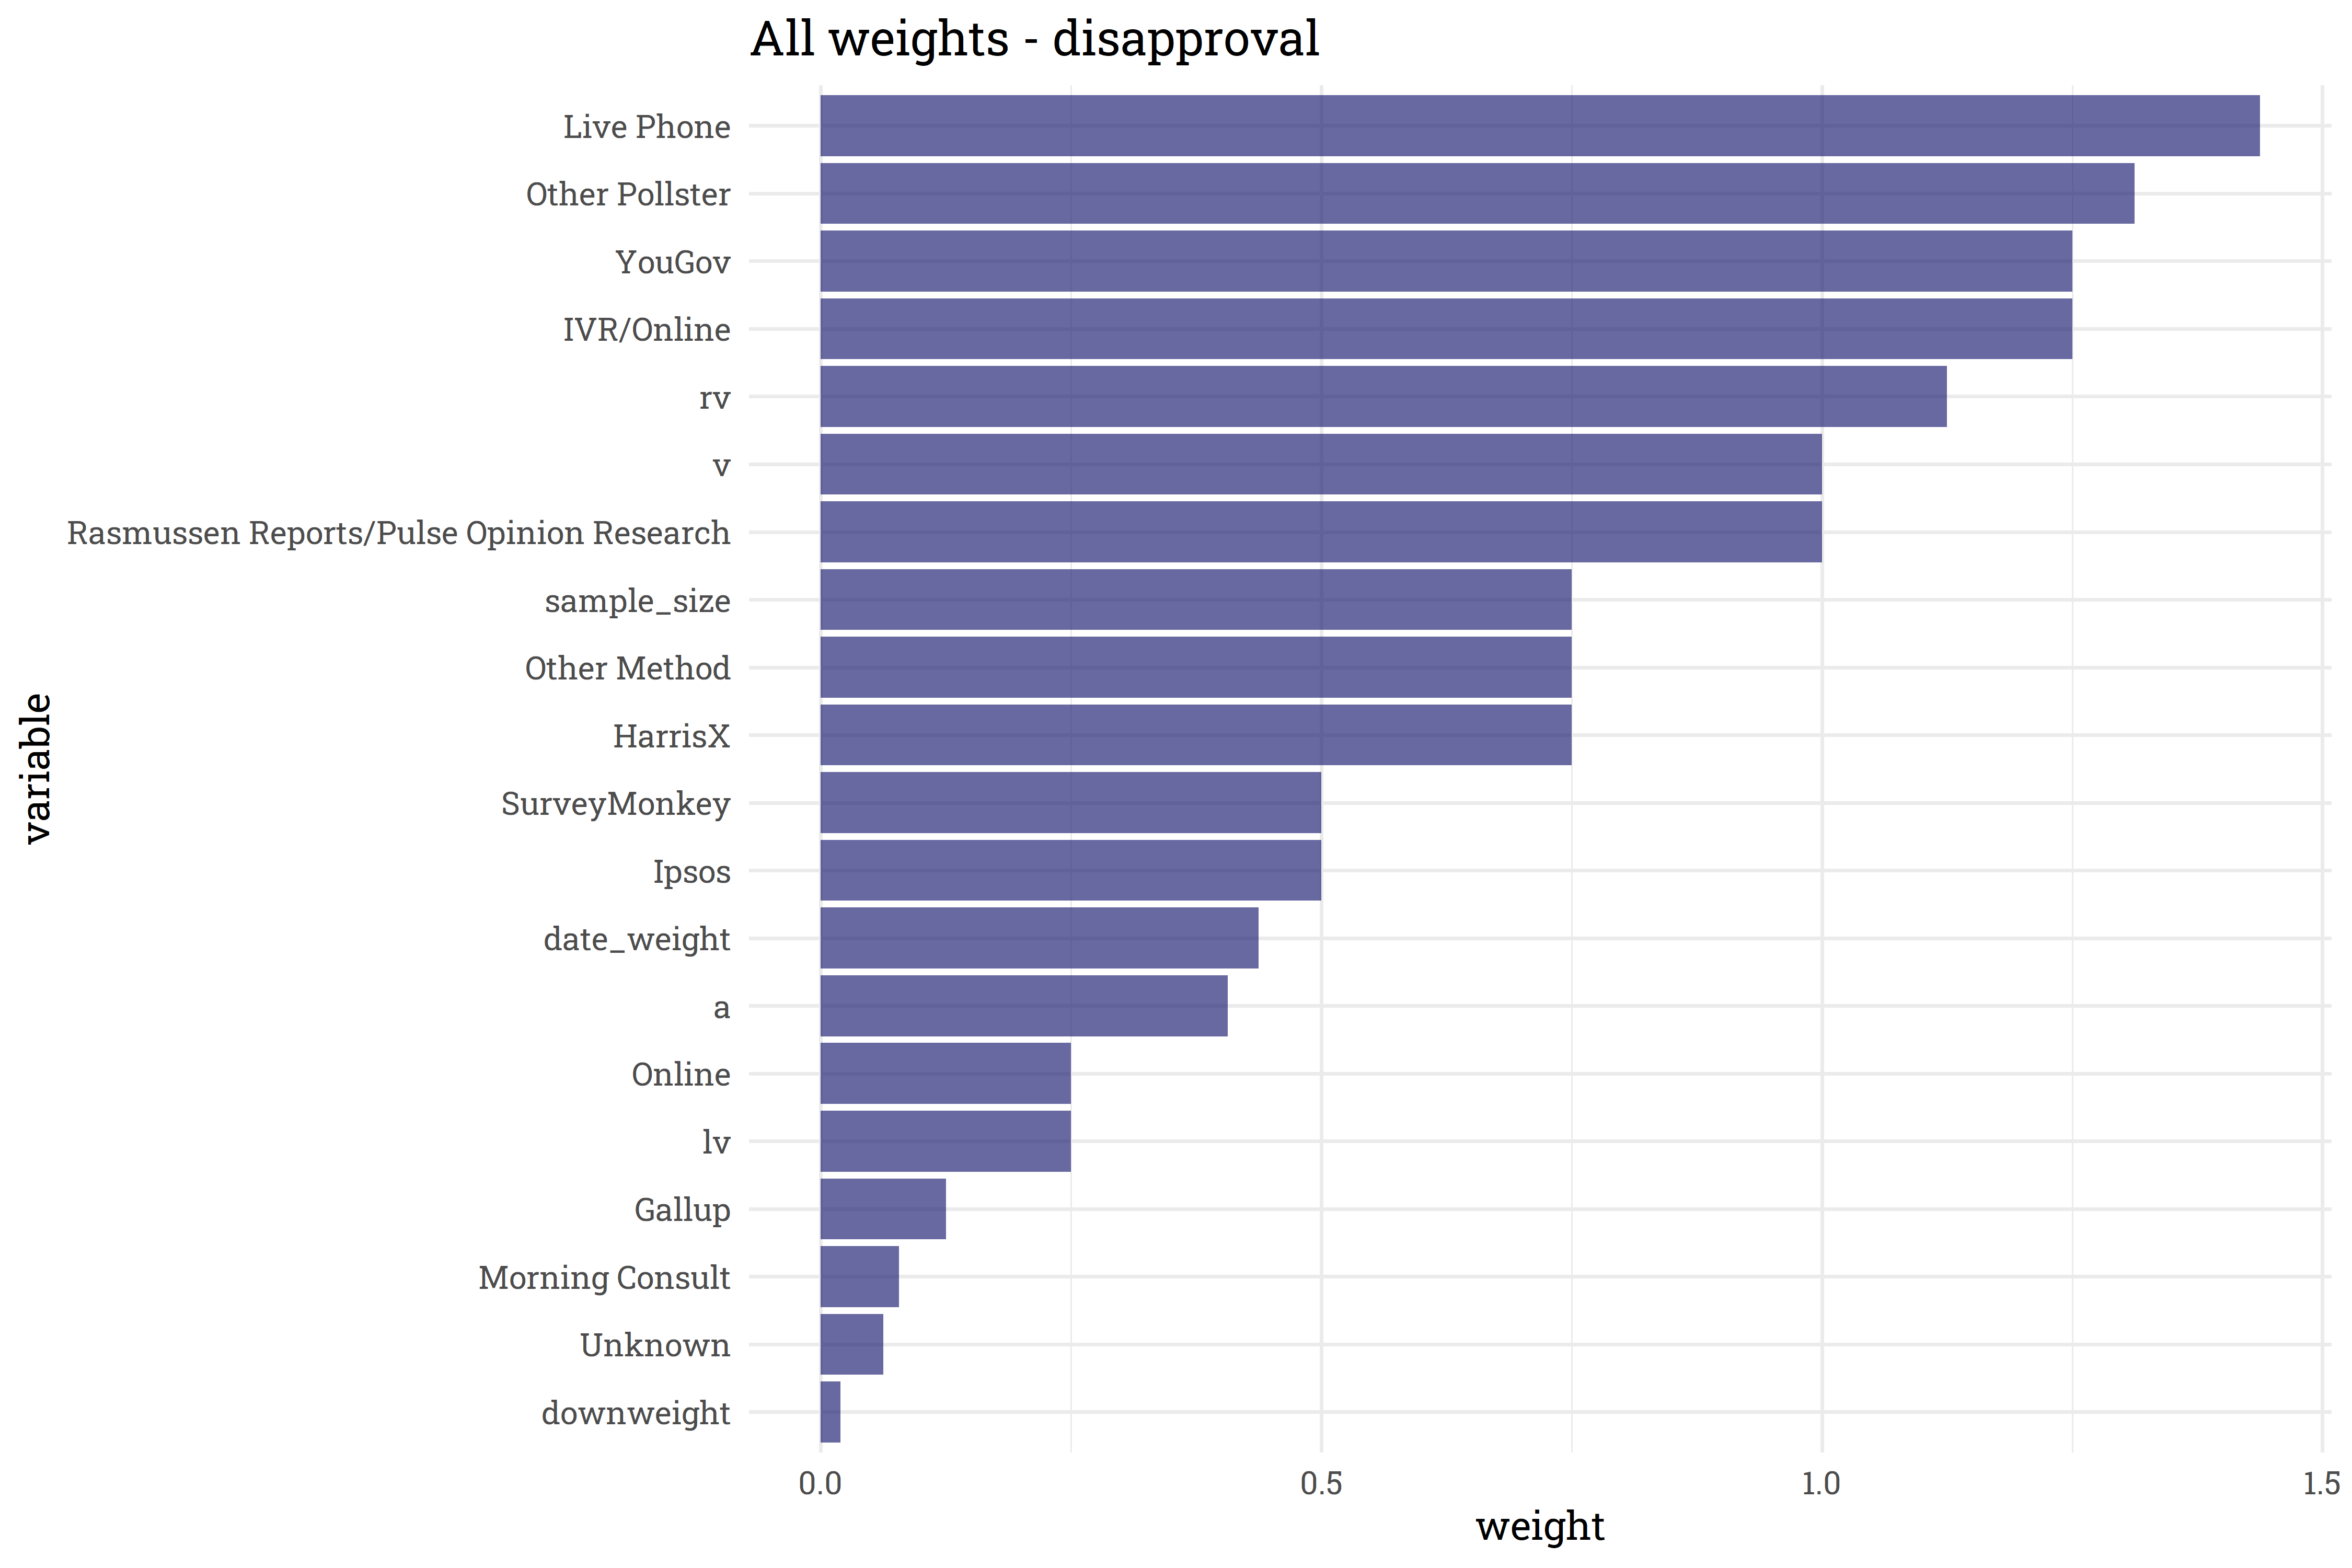 All weights - disapproval
Live Phone
Other Pollster
YouGov
IVR/Online
rv
v
Rasmussen Reports/Pulse Opinion Research
sample_size
Other Method
HarrisX
SurveyMonkey
Ipsos
date_weight
a
Online
lv
Gallup
Morning Consult
Unknown
downweight
variable
0.0 0.5 1.0 1.5
weight